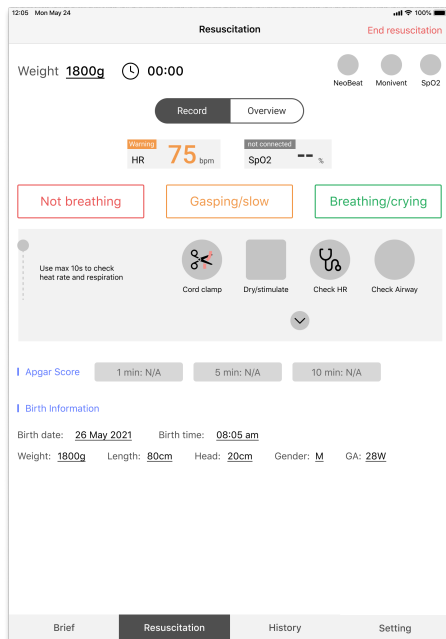 12:05 Mon May 24 100%
Resuscitation
End resuscitation
Weight 1800g 00:00
NeoBeat Monivent SpO2
Record Overview
Warning not connected
HR 75 bpm SpO2 -- %
Not breathing Gasping/slow Breathing/crying
Use max 10s to check
heat rate and respiration
Cord clamp Dry/stimulate Check HR Check Airway
Apgar Score 1 min: N/A 5 min: N/A 10 min: N/A
Birth Information
Birth date: 26 May 2021 Birth time: 08:05 am
Weight: 1800g Length: 80cm Head: 20cm Gender: M GA: 28W
Brief Resuscitation History Setting